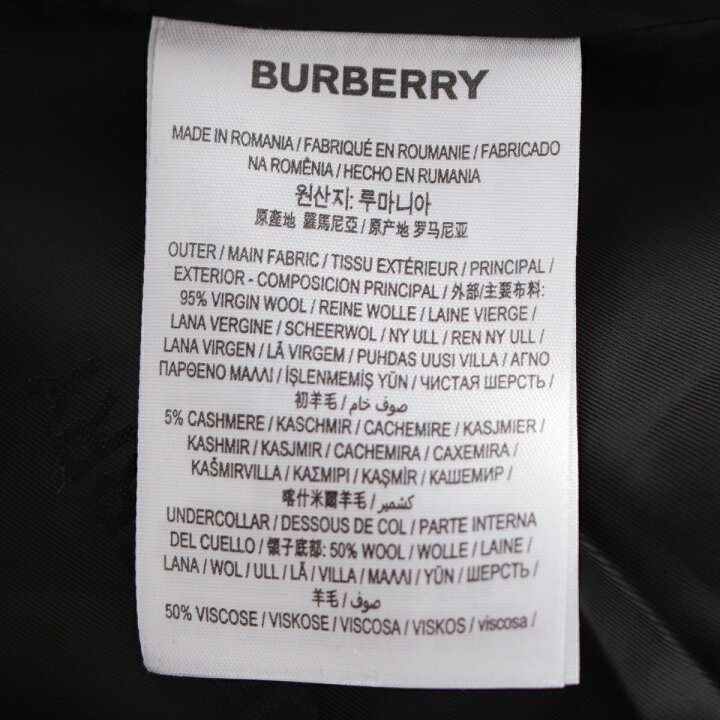 BURBERRY
MADE IN ROMANIA / FABRIQUÉ EN ROUMANIE / FABRICADO
NA ROMÊNIA / HECHO EN RUMANIA
원산지: 루마니아
原產地 羅馬尼亞 / 原产地 罗马尼亚
OUTER / MAIN FABRIC / TISSU EXTÉRIEUR / PRINCIPAL /
EXTERIOR - COMPOSICION PRINCIPAL / 外部/主要布料:
95% VIRGIN WOOL / REINE WOLLE / LAINE VIERGE /
LANA VERGINE / SCHEERWOL / NY ULL / REN NY ULL /
LANA VIRGEN / LÃ VIRGEM / PUHDAS UUSI VILLA / ΑΓΝΟ
ΠΑΡΘΕΝΟ ΜΑΛΛΙ / İŞLENMEMİŞ YÜN / ЧИСТАЯ ШЕРСТЬ /
初羊毛 / صوف خام /
5% CASHMERE / KASCHMIR / CACHEMIRE / KASJMIER /
KASHMIR / KASJMIR / CACHEMIRA / CAXEMIRA /
KAŠMIRVILLA / ΚΑΣΜΙΡΙ / KAŞMİR / КАШЕМИР /
喀什米爾羊毛 / كشمير /
UNDERCOLLAR / DESSOUS DE COL / PARTE INTERNA
DEL CUELLO / 領子底部: 50% WOOL / WOLLE / LAINE /
LANA / WOL / ULL / LÃ / VILLA / ΜΑΛΛΙ / YÜN / ШЕРСТЬ /
羊毛 / صوف /
50% VISCOSE / VISKOSE / VISCOSA / VISKOS / viscosa /